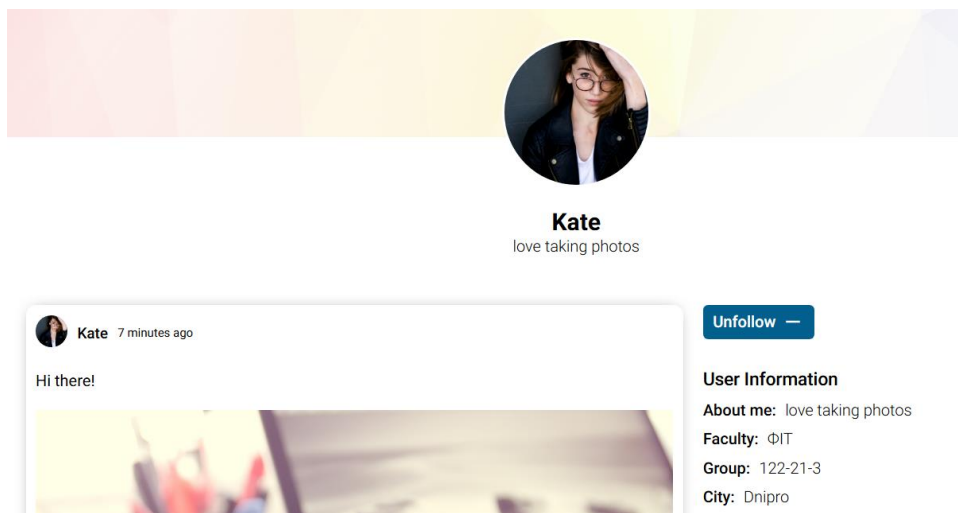 Kate
love taking photos
Kate 7 minutes ago
Hi there!
Unfollow —
User Information
About me: love taking photos
Faculty: ФІТ
Group: 122-21-3
City: Dnipro